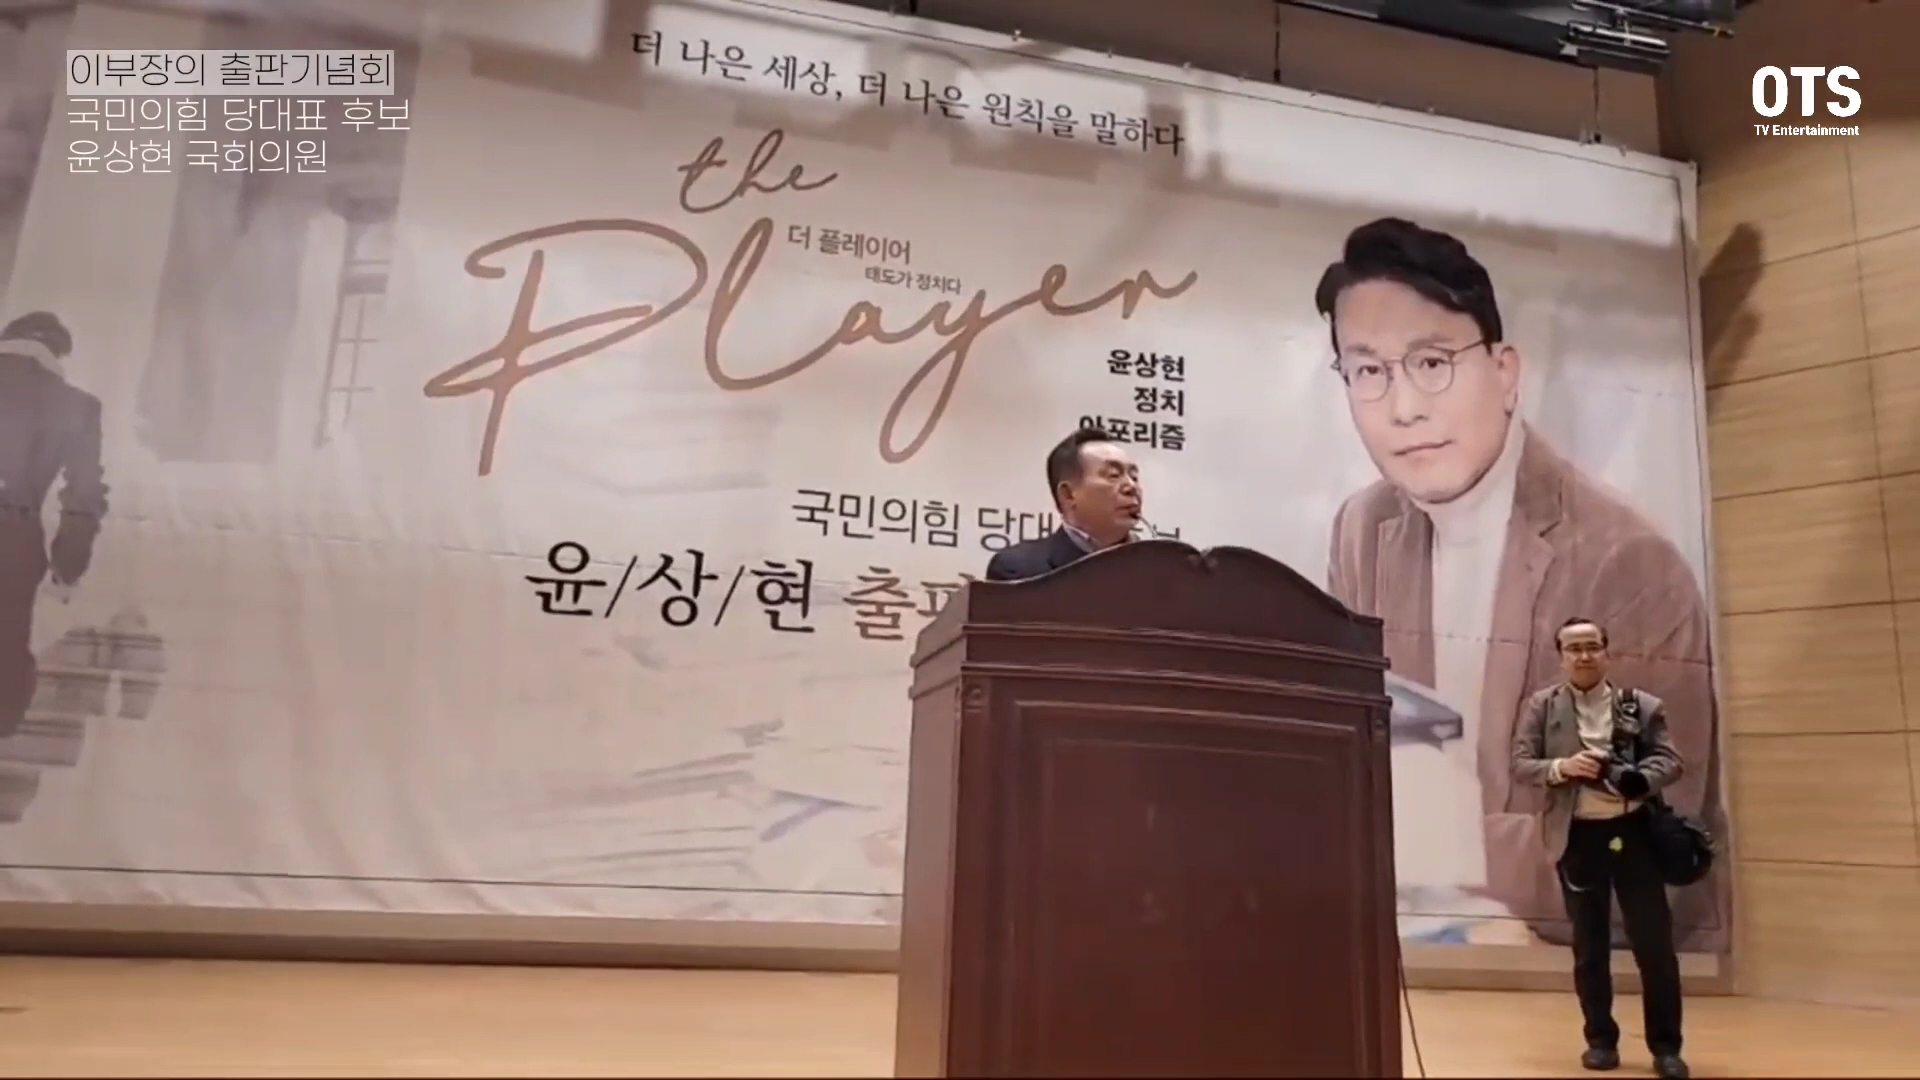 이부장의 출판기념회
국민의힘 당대표 후보
윤상현 국회의원
OTS
TV Entertainment
더 나은 세상, 더 나은 원칙을 말하다
the
Player
더 플레이어
태도가 정치다
윤상현
정치
아포리즘
국민의힘 당대
윤/상/현